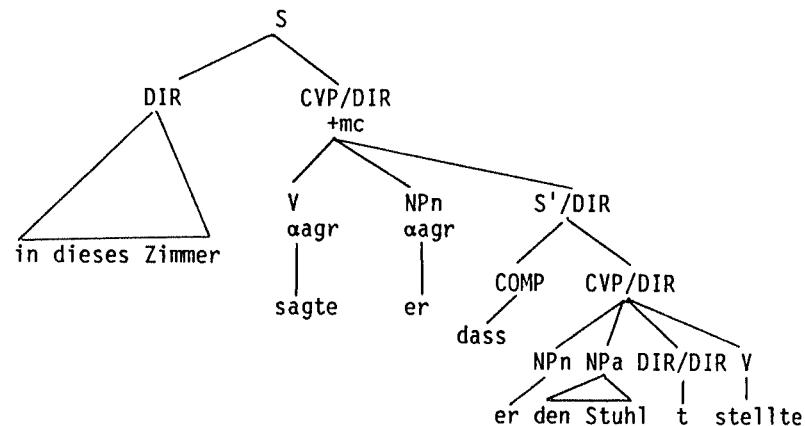 S
DIR CVP/DIR
+mc
V NPn S'/DIR
αagr αagr
in dieses Zimmer
COMP CVP/DIR
sagte er
dass
NPn NPa DIR/DIR V
er den Stuhl t stellte